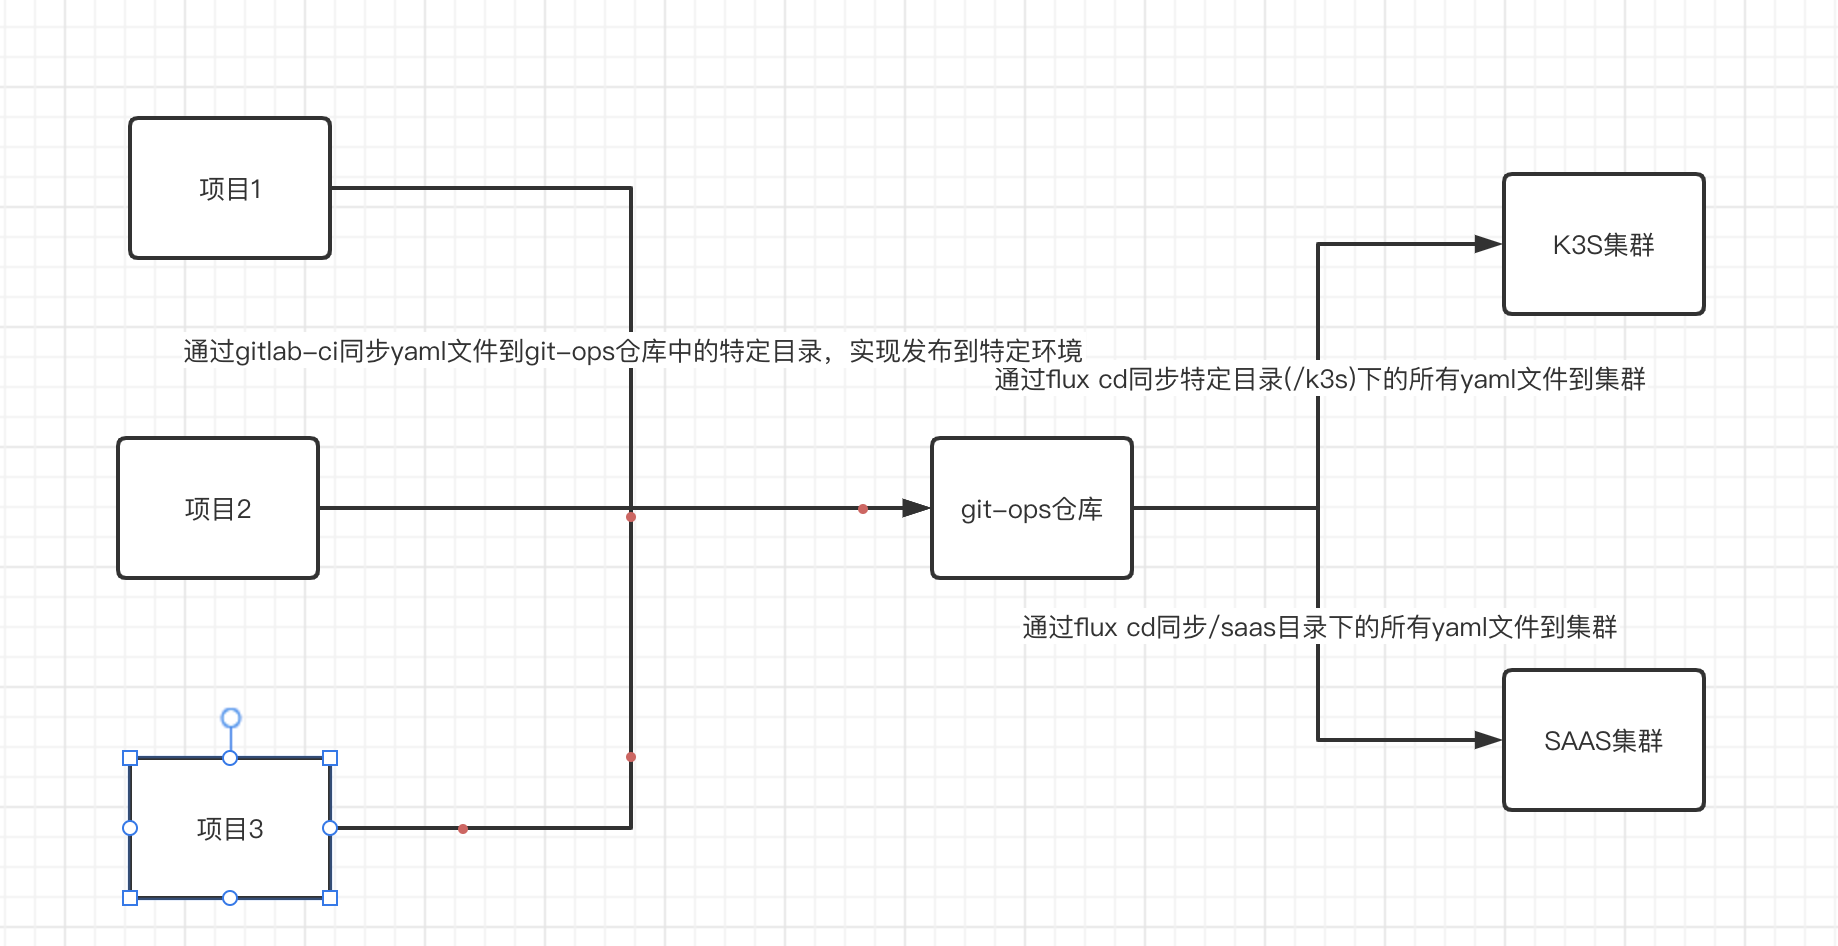 项目1
K3S集群
通过gitlab-ci同步yaml文件到git-ops仓库中的特定目录，实现发布到特定环境
通过flux cd同步特定目录(/k3s)下的所有yaml文件到集群
项目2
git-ops仓库
通过flux cd同步/saas目录下的所有yaml文件到集群
SAAS集群
项目3